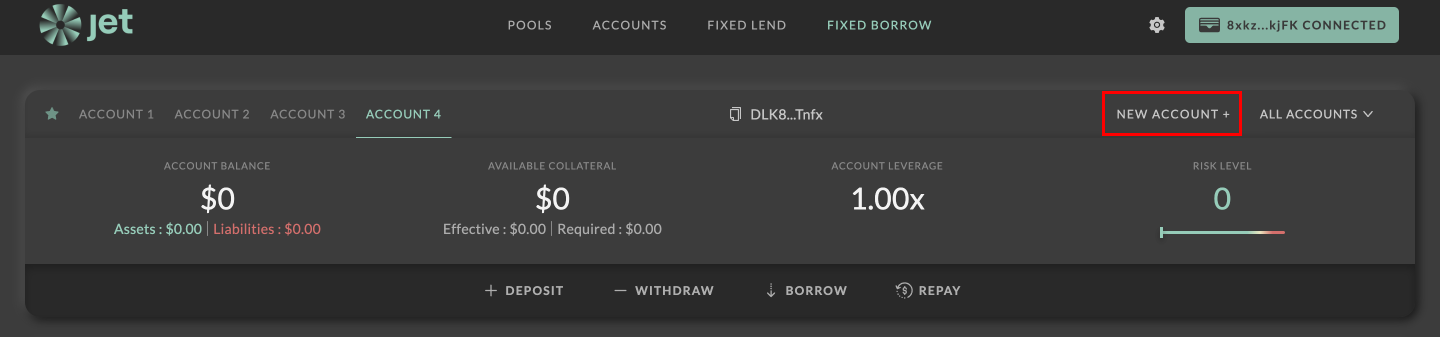 jet POOLS ACCOUNTS FIXED LEND FIXED BORROW 8xkz...kjFK CONNECTED
ACCOUNT 1 ACCOUNT 2 ACCOUNT 3 ACCOUNT 4 DLK8...Tnfx NEW ACCOUNT + ALL ACCOUNTS
ACCOUNT BALANCE AVAILABLE COLLATERAL ACCOUNT LEVERAGE RISK LEVEL
$0 $0 1.00x 0
Assets : $0.00 | Liabilities : $0.00 Effective : $0.00 | Required : $0.00
+ DEPOSIT — WITHDRAW BORROW REPAY